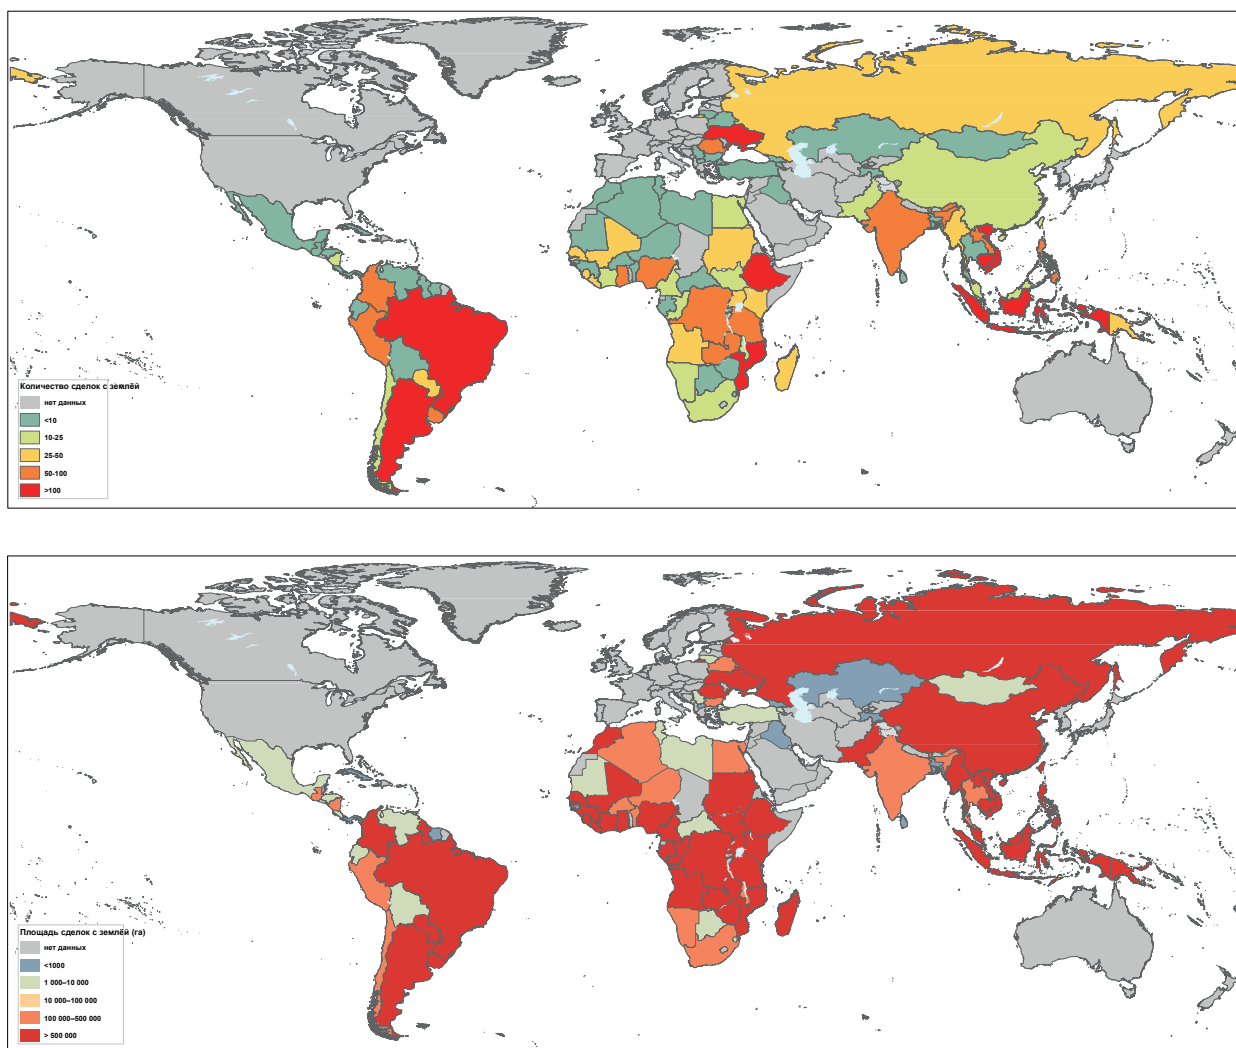 Количество сделок с землёй
нет данных
<10
10-25
25-50
50-100
>100
Площадь сделок с землёй (га)
нет данных
<1000
1 000–10 000
10 000–100 000
100 000–500 000
> 500 000